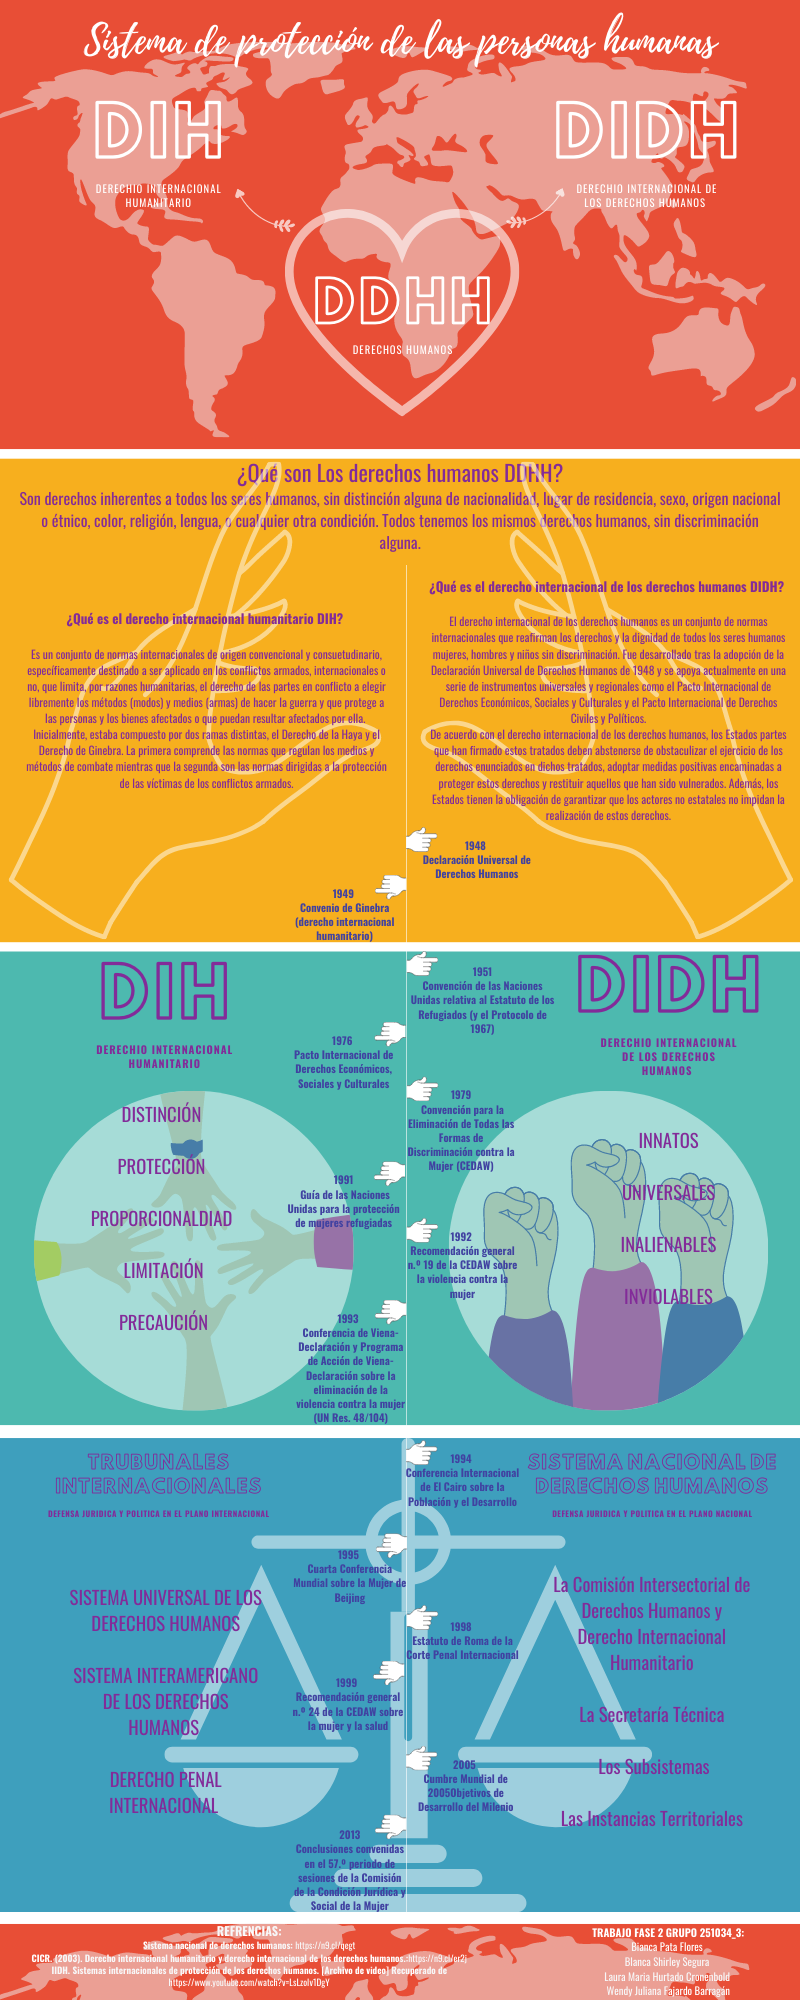 Sistema de protección de las personas humanas
DIH
DERECHIO INTERNACIONAL
HUMANITARIO
DIDH
DERECHIO INTERNACIONAL DE
LOS DERECHOS HUMANOS
DDHH
DERECHOS HUMANOS
¿Qué son Los derechos humanos DDHH?
Son derechos inherentes a todos los seres humanos, sin distinción alguna de nacionalidad, lugar de residencia, sexo, origen nacional
o étnico, color, religión, lengua, o cualquier otra condición. Todos tenemos los mismos derechos humanos, sin discriminación
alguna.
¿Qué es el derecho internacional humanitario DIH?
Es un conjunto de normas internacionales de origen convencional y consuetudinario,
específicamente destinado a ser aplicado en los conflictos armados, internacionales o
no, que limita, por razones humanitarias, el derecho de las partes en conflicto a elegir
libremente los métodos (modos) y medios (armas) de hacer la guerra y que protege a
las personas y los bienes afectados o que puedan resultar afectados por ella.
Inicialmente, estaba compuesto por dos ramas distintas, el Derecho de la Haya y el
Derecho de Ginebra. La primera comprende las normas que regulan los medios y
métodos de combate mientras que la segunda son las normas dirigidas a la protección
de las víctimas de los conflictos armados.
¿Qué es el derecho internacional de los derechos humanos DIDH?
El derecho internacional de los derechos humanos es un conjunto de normas
internacionales que reafirman los derechos y la dignidad de todos los seres humanos
mujeres, hombres y niños sin discriminación. Fue desarrollado tras la adopción de la
Declaración Universal de Derechos Humanos de 1948 y se apoya actualmente en una
serie de instrumentos universales y regionales como el Pacto Internacional de
Derechos Económicos, Sociales y Culturales y el Pacto Internacional de Derechos
Civiles y Políticos.
De acuerdo con el derecho internacional de los derechos humanos, los Estados partes
que han firmado estos tratados deben abstenerse de obstaculizar el ejercicio de los
derechos enunciados en dichos tratados, adoptar medidas positivas encaminadas a
proteger estos derechos y restituir aquellos que han sido vulnerados. Además, los
Estados tienen la obligación de garantizar que los actores no estatales no impidan la
realización de estos derechos.
1948
Declaración Universal de
Derechos Humanos
1949
Convenio de Ginebra
(derecho internacional
humanitario)
DIH
DERECHIO INTERNACIONAL
HUMANITARIO
DISTINCIÓN
PROTECCIÓN
PROPORCIONALDIAD
LIMITACIÓN
PRECAUCIÓN
1951
Convención de las Naciones
Unidas relativa al Estatuto de los
Refugiados (y el Protocolo de
1967)
1976
Pacto Internacional de
Derechos Económicos,
Sociales y Culturales
1979
Convención para la
Eliminación de Todas las
Formas de
Discriminación contra la
Mujer (CEDAW)
1991
Guía de las Naciones
Unidas para la protección
de mujeres refugiadas
1992
Recomendación general
n.º 19 de la CEDAW sobre
la violencia contra la
mujer
1993
Conferencia de Viena-
Declaración y Programa
de Acción de Viena-
Declaración sobre la
eliminación de la
violencia contra la mujer
(UN Res. 48/104)
DIDH
DERECHIO INTERNACIONAL
DE LOS DERECHOS
HUMANOS
INNATOS
UNIVERSALES
INALIENABLES
INVIOLABLES
TRUBUNALES
INTERNACIONALES
DEFENSA JURIDICA Y POLITICA EN EL PLANO INTERNACIONAL
SISTEMA UNIVERSAL DE LOS
DERECHOS HUMANOS
SISTEMA INTERAMERICANO
DE LOS DERECHOS
HUMANOS
DERECHO PENAL
INTERNACIONAL
1994
Conferencia Internacional
de El Cairo sobre la
Población y el Desarrollo
1995
Cuarta Conferencia
Mundial sobre la Mujer de
Beijing
1998
Estatuto de Roma de la
Corte Penal Internacional
1999
Recomendación general
n.º 24 de la CEDAW sobre
la mujer y la salud
2005
Cumbre Mundial de
2005Objetivos de
Desarrollo del Milenio
2013
Conclusiones convenidas
en el 57.º periodo de
sesiones de la Comisión
de la Condición Jurídica y
Social de la Mujer
SISTEMA NACIONAL DE
DERECHOS HUMANOS
DEFENSA JURIDICA Y POLITICA EN EL PLANO NACIONAL
La Comisión Intersectorial de
Derechos Humanos y
Derecho Internacional
Humanitario
La Secretaría Técnica
Los Subsistemas
Las Instancias Territoriales
REFRENCIAS:
Sistema nacional de derechos humanos: https://n9.cl/qegt
CICR. (2003). Derecho internacional humanitario y derecho internacional de los derechos humanos.:https://n9.cl/er2j
IIDH. Sistemas internacionales de protección de los derechos humanos. [Archivo de video] Recuperado de
https://www.youtube.com/watch?v=LsLzolv1DgY
TRABAJO FASE 2 GRUPO 251034_3:
Bianca Pata Flores
Blanca Shirley Segura
Laura Maria Hurtado Cronenbold
Wendy Juliana Fajardo Barragan